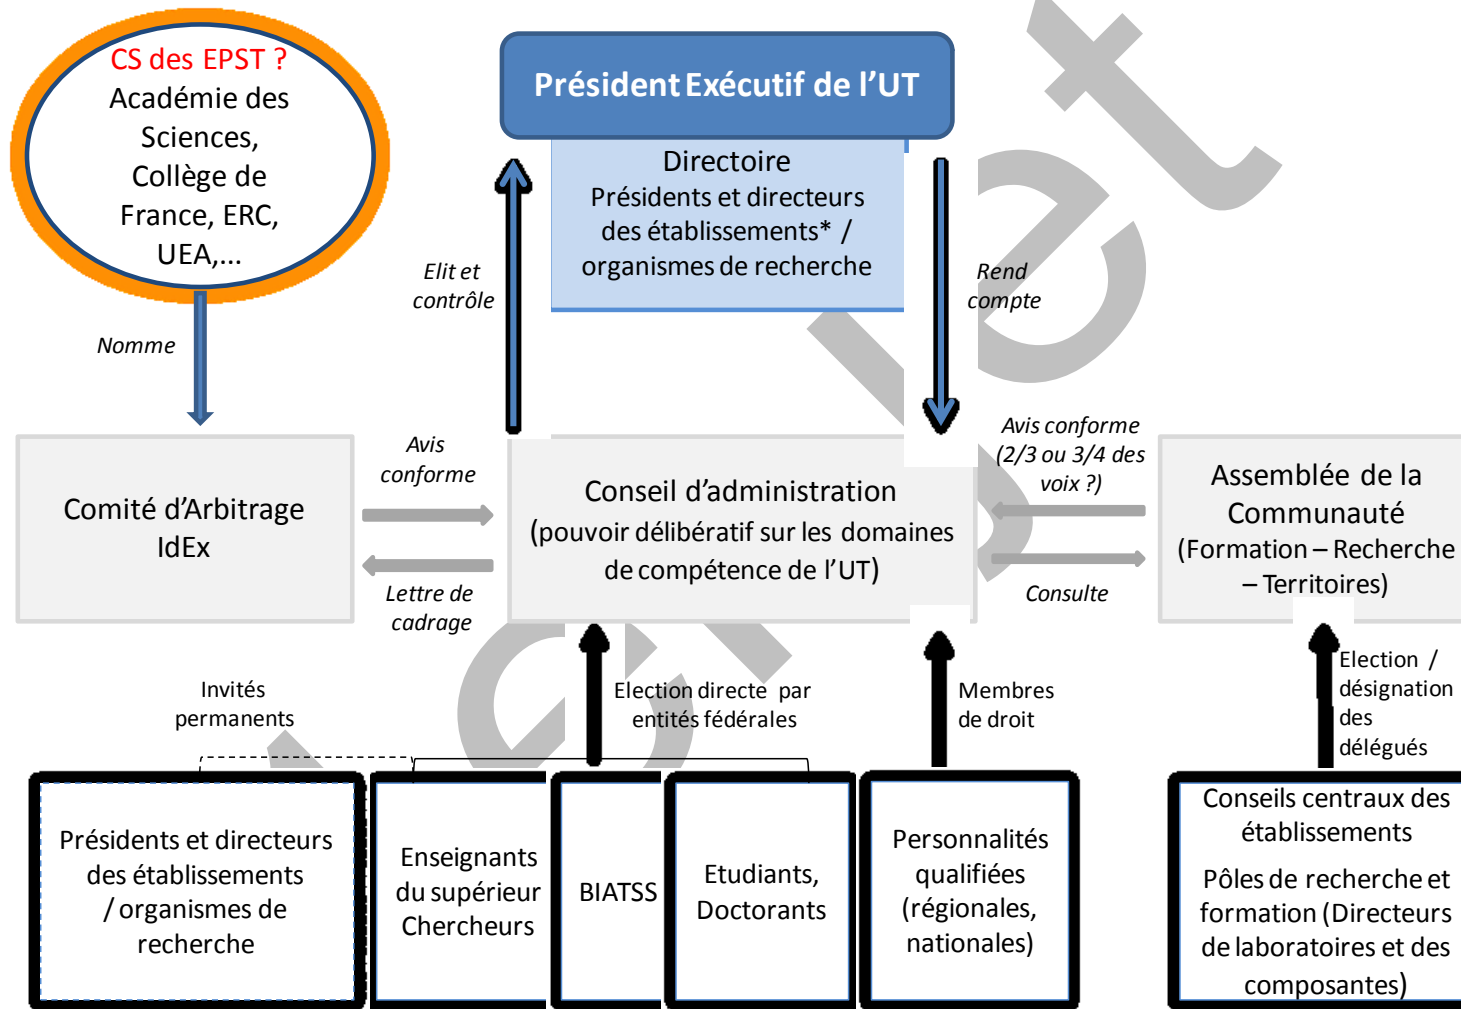 CS des EPST ?
Académie des
Sciences,
Collège de
France, ERC,
UEA,...
Président Exécutif de l'UT
Directoire
Présidents et directeurs
des établissements* /
organismes de recherche
Elit et
contrôle
Rend
compte
Nomme
Comité d'Arbitrage
IdEx
Avis
conforme
Lettre de
cadrage
Conseil d'administration
(pouvoir délibératif sur les domaines
de compétence de l'UT)
Avis conforme
(2/3 ou 3/4 des
voix ?)
Consulte
Assemblée de la
Communauté
(Formation – Recherche
– Territoires)
Invités
permanents
Election directe par
entités fédérales
Membres
de droit
Election /
désignation
des
délégués
Présidents et directeurs
des établissements
/ organismes de
recherche
Enseignants
du supérieur
Chercheurs
BIATSS
Etudiants,
Doctorants
Personnalités
qualifiées
(régionales,
nationales)
Conseils centraux des
établissements
Pôles de recherche et
formation (Directeurs
de laboratoires et des
composantes)